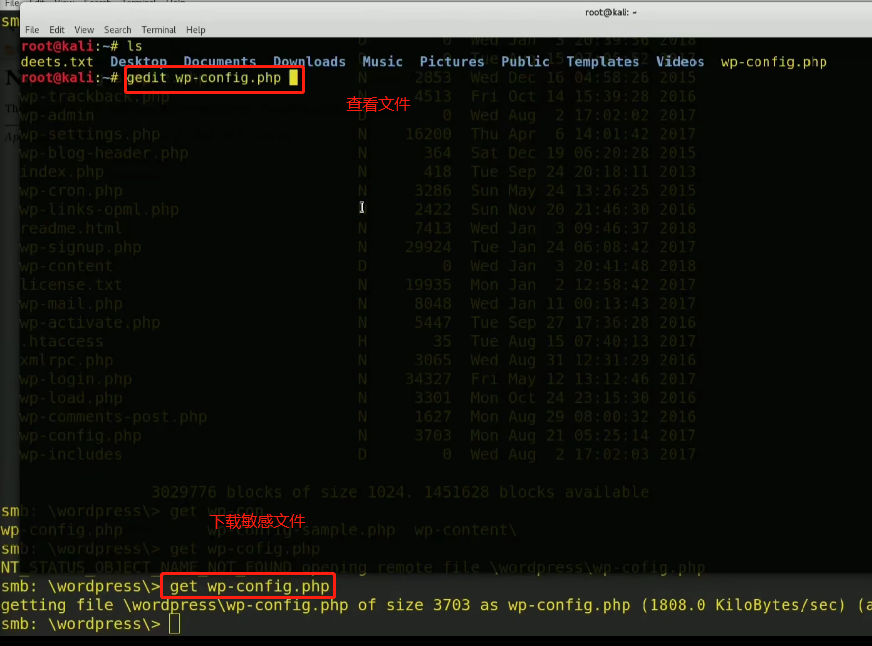 File Edit View Search Terminal Help
sm
root@kali: ~
File Edit View Search Terminal Help
root@kali:~# ls
deets.txt Desktop Documents Downloads Music Pictures Public Templates Videos wp-config.php
root@kali:~# gedit wp-config.php
N 2853 Wed Dec 16 04:58:26 2015
wp-trackback.php 4513 Fri Oct 14 15:39:28 2016
查看文件
wp-admin D 0 Wed Aug 2 17:02:02 2017
wp-settings.php N 16200 Thu Apr 6 14:01:42 2017
wp-blog-header.php N 364 Sat Dec 19 06:20:28 2015
index.php N 418 Tue Sep 24 20:18:11 2013
wp-cron.php N 3286 Sun May 24 13:26:25 2015
wp-links-opml.php N 2422 Sun Nov 20 21:46:30 2016
readme.html N 7413 Wed Jan 3 09:46:37 2018
wp-signup.php N 29924 Tue Jan 24 06:08:42 2017
wp-content D 0 Wed Jan 3 20:41:48 2018
license.txt N 19935 Mon Jan 2 12:58:42 2017
wp-mail.php N 8048 Wed Jan 11 00:13:43 2017
wp-activate.php N 5447 Tue Sep 27 17:36:28 2016
.htaccess H 35 Tue Aug 15 07:40:13 2017
xmlrpc.php N 3065 Wed Aug 31 12:31:29 2016
wp-login.php N 34327 Fri May 12 13:12:46 2017
wp-load.php N 3301 Mon Oct 24 23:15:30 2016
wp-comments-post.php N 1627 Mon Aug 29 08:00:32 2016
wp-config.php N 3703 Mon Aug 21 05:25:14 2017
wp-includes D 0 Wed Aug 2 17:02:03 2017
3029776 blocks of size 1024. 1451628 blocks available
smb: \wordpress\> get wp-con
下载敏感文件
wp-config.php wp-config-sample.php wp-content\
smb: \wordpress\> get wp-cofig.php
NT_STATUS_OBJECT_NAME_NOT_FOUND opening remote file \wordpress\wp-cofig.php
smb: \wordpress\> get wp-config.php
getting file \wordpress\wp-config.php of size 3703 as wp-config.php (1808.0 KiloBytes/sec) (a
smb: \wordpress\>